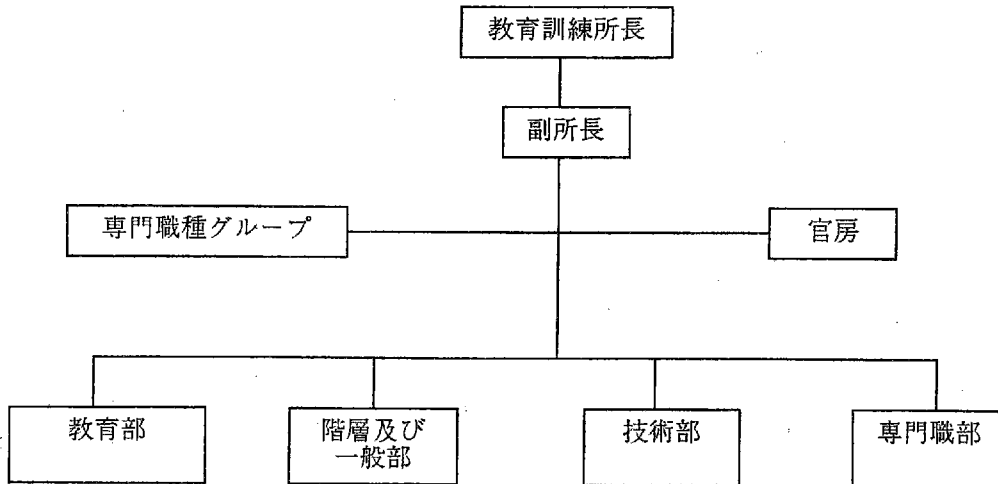 教育訓練所長
副所長
専門職種グループ
官房
教育部
階層及び
一般部
技術部
専門職部